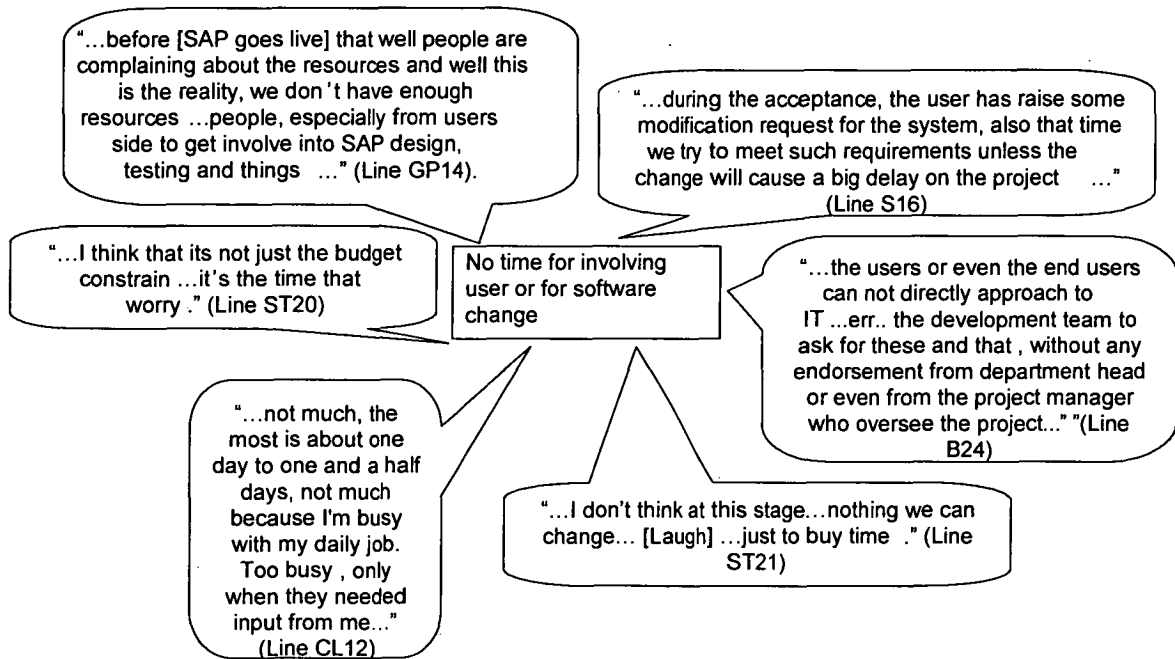 “...before [SAP goes live] that well people are
complaining about the resources and well this
is the reality, we don't have enough
resources ...people, especially from users
side to get involve into SAP design,
testing and things ...” (Line GP14).
“...during the acceptance, the user has raise some
modification request for the system, also that time
we try to meet such requirements unless the
change will cause a big delay on the project ...”
(Line S16)
“...I think that its not just the budget
constrain ...it's the time that
worry .” (Line ST20)
No time for involving
user or for software
change
“...the users or even the end users
can not directly approach to
IT ...err.. the development team to
ask for these and that , without any
endorsement from department head
or even from the project manager
who oversee the project...” ”(Line
B24)
“...not much, the
most is about one
day to one and a half
days, not much
because I'm busy
with my daily job.
Too busy , only
when they needed
input from me...”
(Line CL12)
“...I don't think at this stage...nothing we can
change... [Laugh] ...just to buy time .” (Line
ST21)